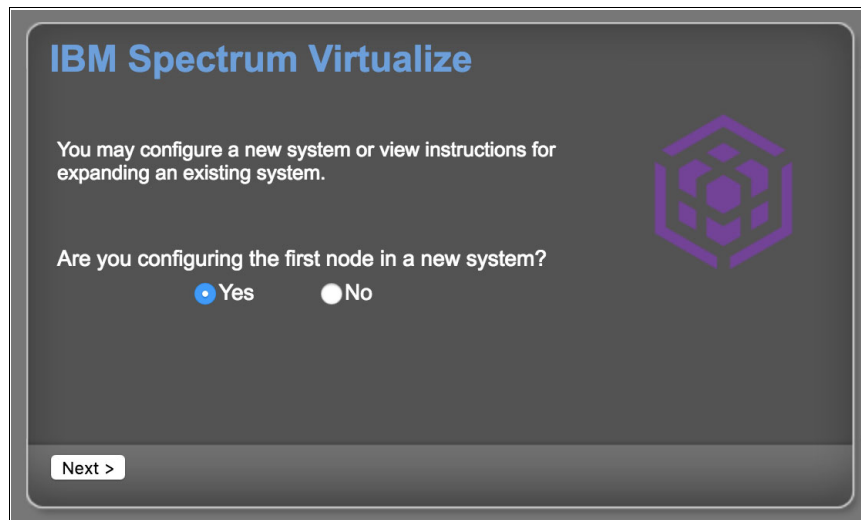 IBM Spectrum Virtualize
You may configure a new system or view instructions for
expanding an existing system.
Are you configuring the first node in a new system?
Yes No
Next >